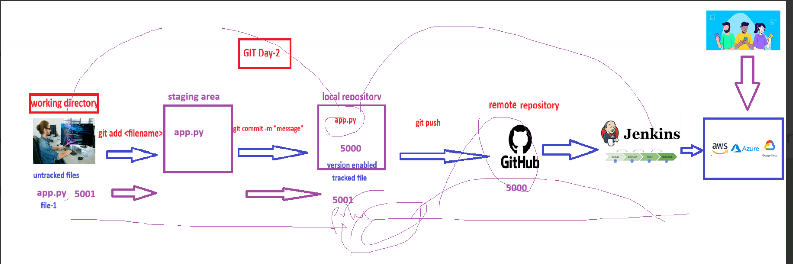 GIT Day-2
working directory
staging area
local repository
remote repository
git add <filename>
app.py
git commit -m "message"
app.py
5000
version enabled
tracked file
git push
GitHub
Jenkins
aws Azure
untracked files
app.py 5001
file-1
5001
5000